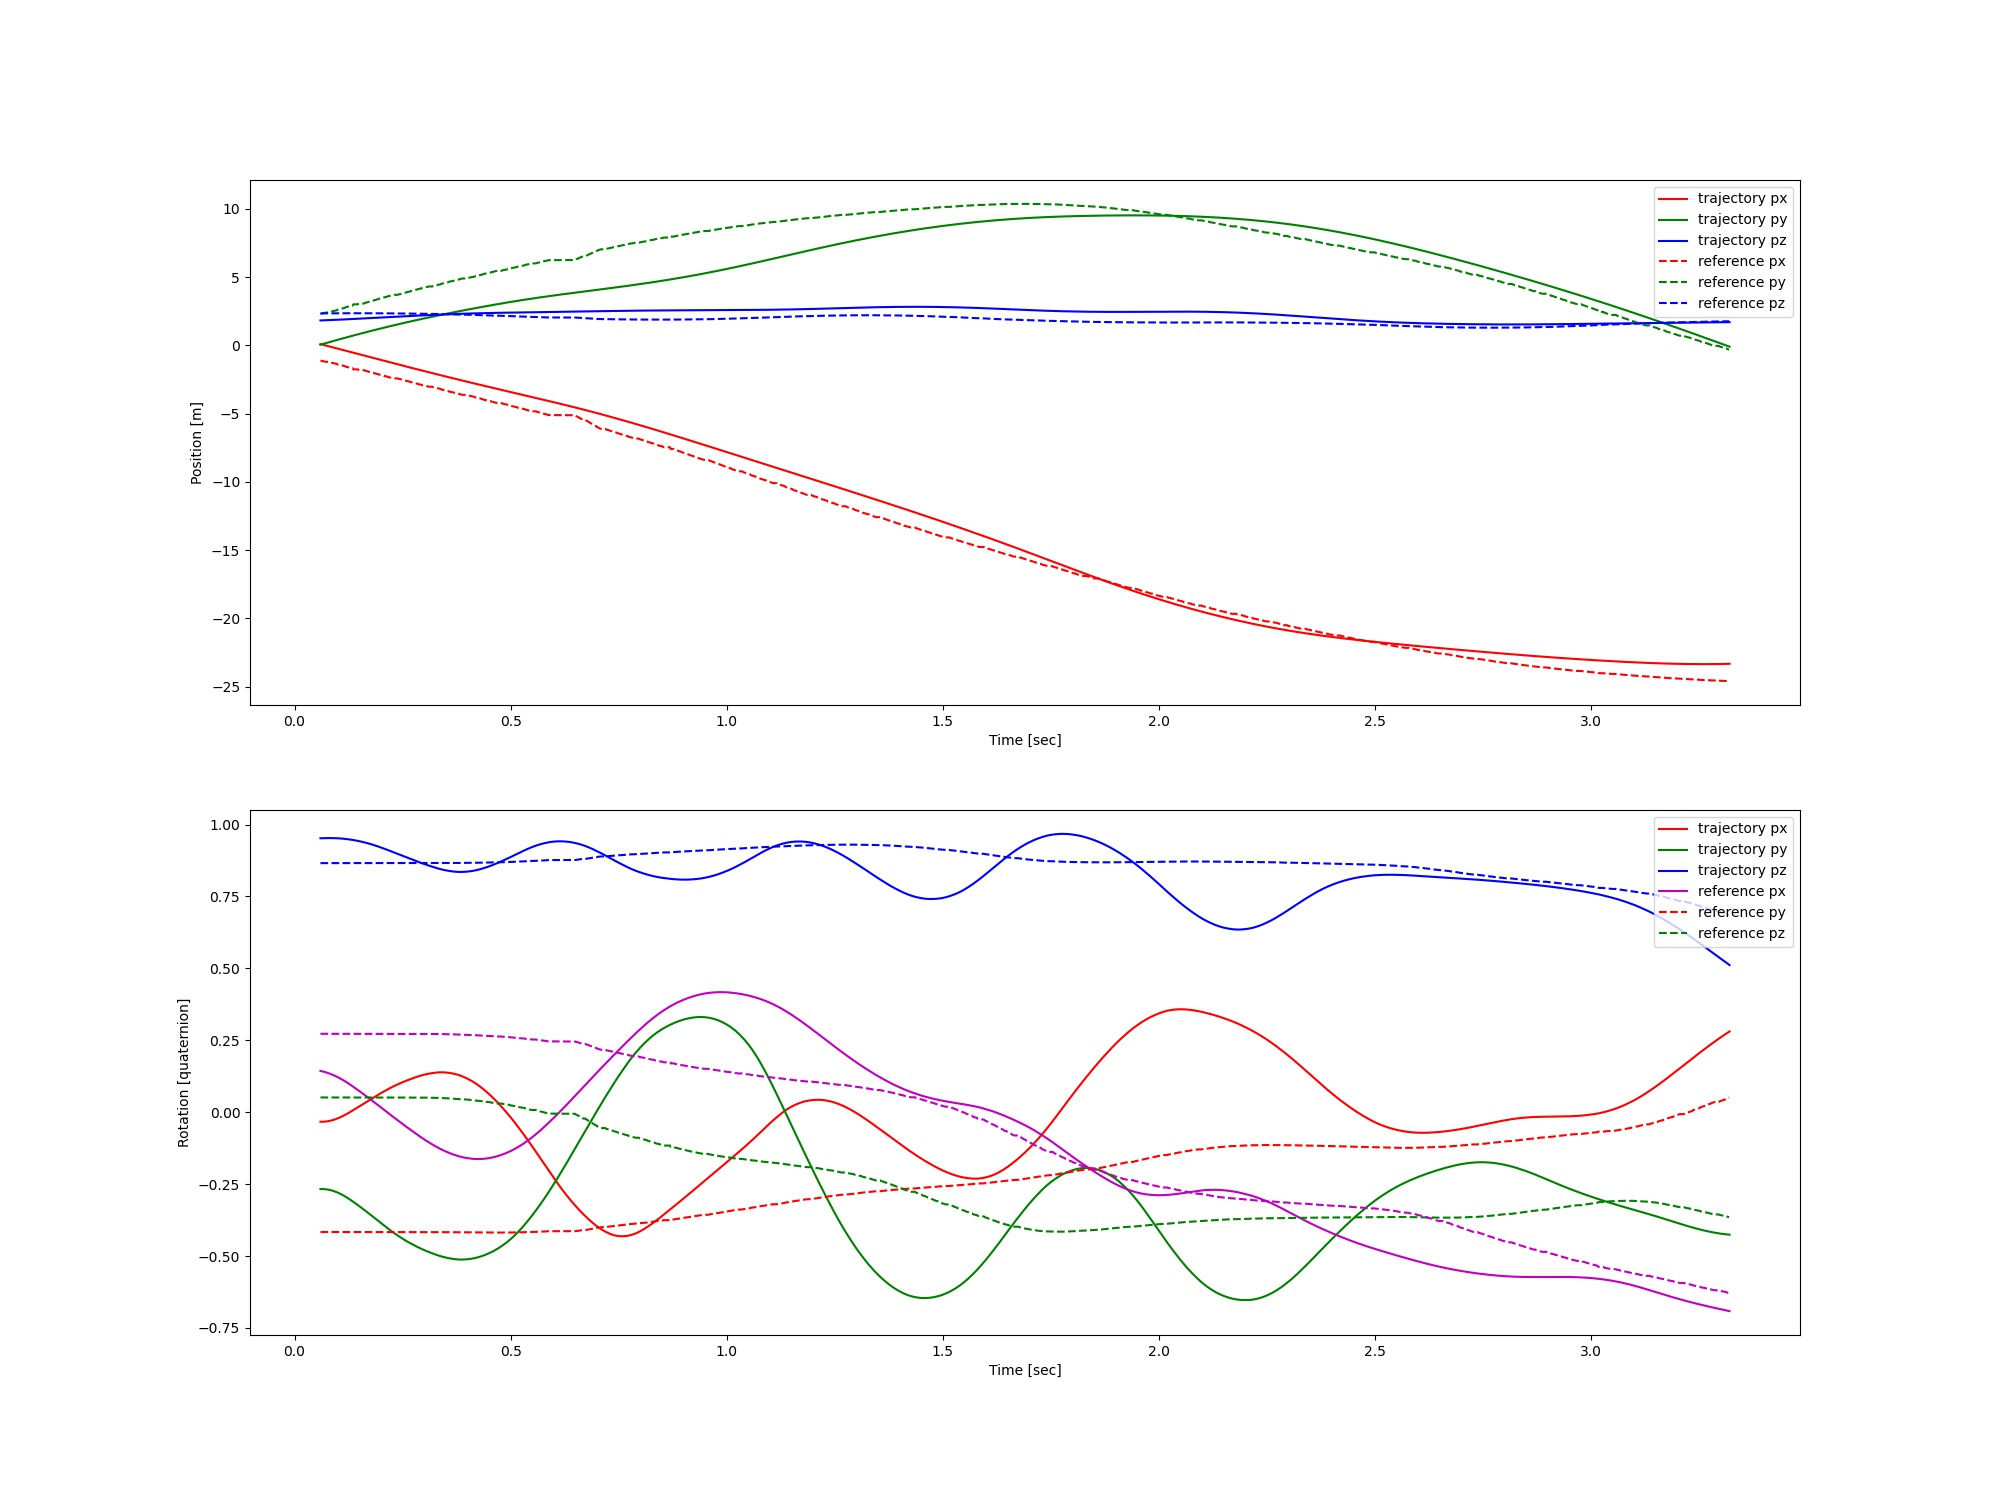 10
5
0
−5
−10
−15
−20
−25
Position [m]
trajectory px
trajectory py
trajectory pz
reference px
reference py
reference pz
0.0 0.5 1.0 1.5 2.0 2.5 3.0
Time [sec]
1.00
0.75
0.50
0.25
0.00
−0.25
−0.50
−0.75
Rotation [quaternion]
trajectory px
trajectory py
trajectory pz
reference px
reference py
reference pz
0.0 0.5 1.0 1.5 2.0 2.5 3.0
Time [sec]